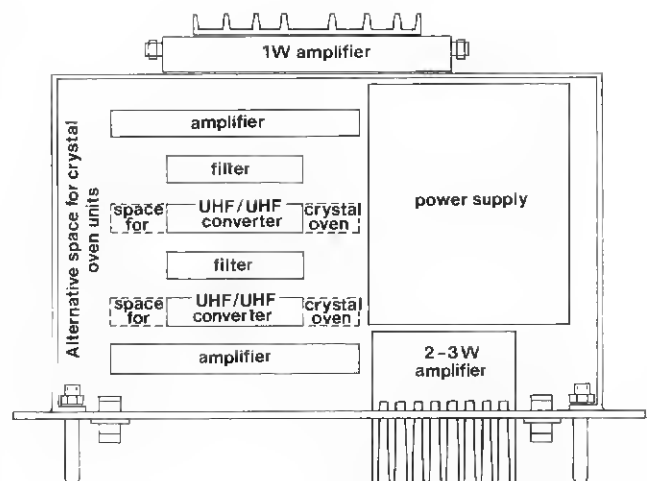 1W amplifier
amplifier
filter
space for
UHF/UHF converter
crystal oven
filter
space for
UHF/UHF converter
crystal oven
amplifier
Alternative space for crystal
oven units
power supply
2-3W
amplifier